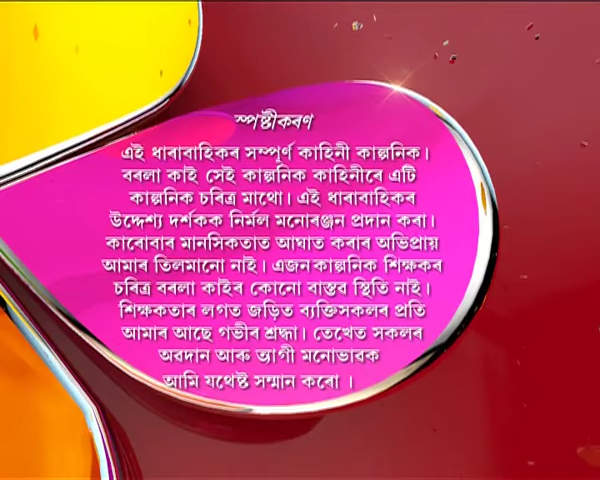 স্পষ্টীকৰণ
এই ধাৰাবাহিকৰ সম্পূৰ্ণ কাহিনী কাল্পনিক।
বৰলা কাই সেই কাল্পনিক কাহিনীৰে এটি
কাল্পনিক চৰিত্ৰ মাথো। এই ধাৰাবাহিকৰ
উদ্দেশ্য দৰ্শকক নিৰ্মল মনোৰঞ্জন প্ৰদান কৰা।
কাৰোবাৰ মানসিকতাত আঘাত কৰাৰ অভিপ্ৰায়
আমাৰ তিলমানো নাই। এজন কাল্পনিক শিক্ষকৰ
চৰিত্ৰ বৰলা কাইৰ কোনো বাস্তৱ স্থিতি নাই।
শিক্ষকতাৰ লগত জড়িত ব্যক্তিসকলৰ প্ৰতি
আমাৰ আছে গভীৰ শ্ৰদ্ধা। তেখেত সকলৰ
অৱদান আৰু ত্যাগী মনোভাৱক
আমি যথেষ্ট সন্মান কৰো ।